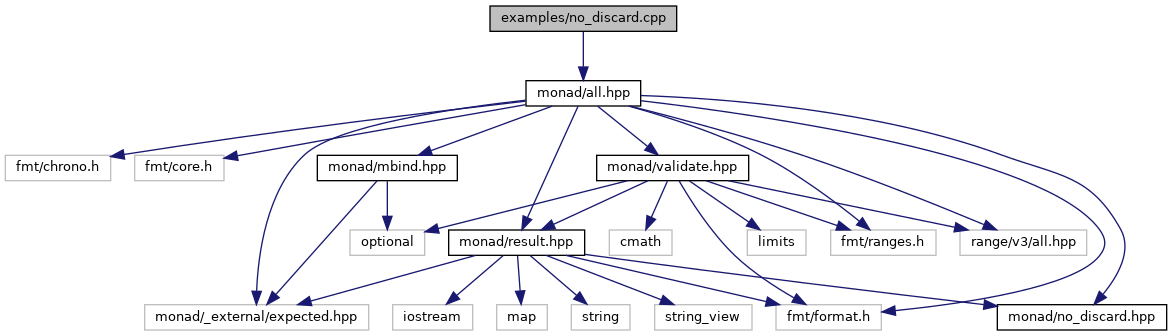 examples/no_discard.cpp
monad/all.hpp
fmt/chrono.h
fmt/core.h
monad/mbind.hpp
monad/validate.hpp
optional
monad/result.hpp
cmath
limits
fmt/ranges.h
range/v3/all.hpp
monad/_external/expected.hpp
iostream
map
string
string_view
fmt/format.h
monad/no_discard.hpp